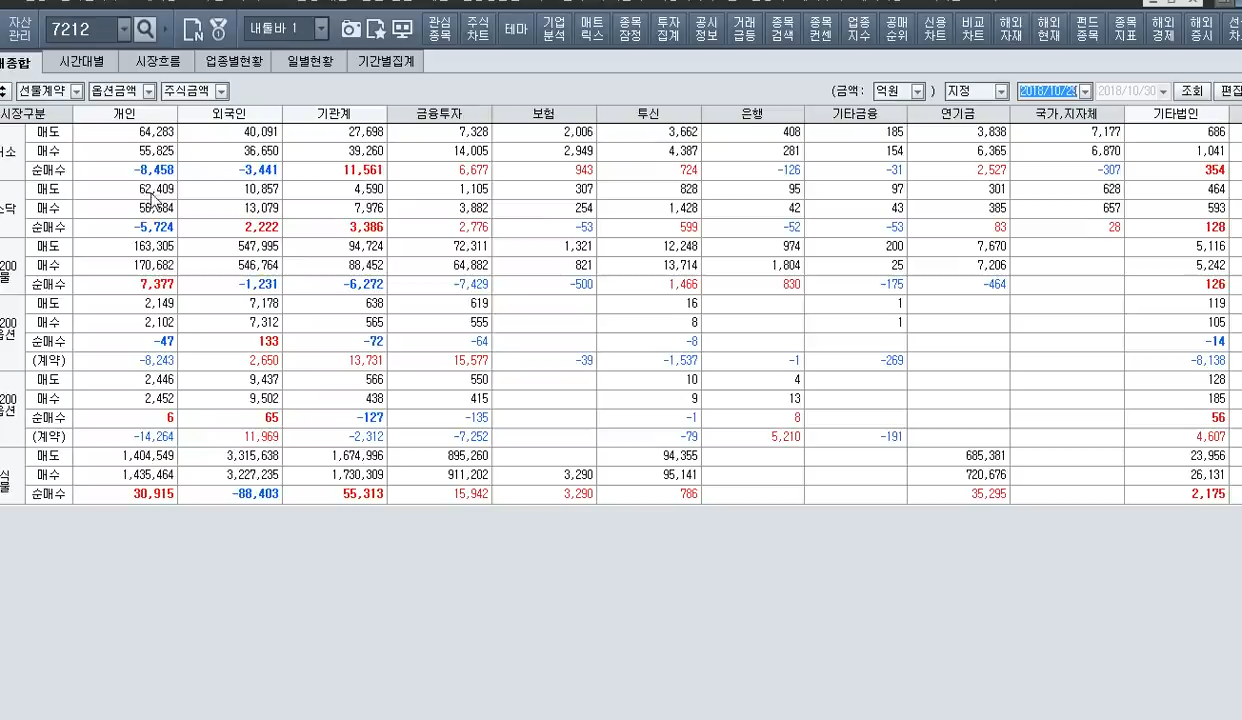 자산 관리 7212 내툴바 1 관심 종목 주식 차트 테마 기업 분석 매트 릭스 종목 잠정 투자 집계 공시 정보 거래 급등 종목 검색 종목 컨센 업종 지수 공매 순위 신용 차트 비교 차트 해외 자재 해외 현재 펀드 종목 종목 지표 해외 경제 해외 증시
종합 시간대별 시장흐름 업종별현황 일별현황 기간별집계
선물계약 옵션금액 주식금액 (금액: 억원 ) 지정 2018/10/30 조회 편집
시장구분 개인 외국인 기관계 금융투자 보험 투신 은행 기타금융 연기금 국가,지자체 기타법인
매도 64,283 40,091 27,698 7,328 2,006 3,662 408 185 3,838 7,177 686
매수 55,825 36,650 39,260 14,005 2,949 4,387 281 154 6,365 6,870 1,041
순매수 -8,458 -3,441 11,561 6,677 943 724 -126 -31 2,527 -307 354
매도 62,409 10,857 4,590 1,105 307 828 95 97 301 628 464
매수 56,684 13,079 7,976 3,882 254 1,428 42 43 385 657 593
순매수 -5,724 2,222 3,386 2,776 -53 599 -52 -53 83 28 128
매도 163,305 547,995 94,724 72,311 1,321 12,248 974 200 7,670 5,116
200 매수 170,682 546,764 88,452 64,882 821 13,714 1,804 25 7,206 5,242
순매수 7,377 -1,231 -6,272 -7,429 -500 1,466 830 -175 -464 126
매도 2,149 7,178 638 619 16 1 119
200 매수 2,102 7,312 565 555 8 1 105
순매수 -47 133 -72 -64 -8 -14
(계약) -8,243 2,650 13,731 15,577 -39 -1,537 -1 -269 -8,138
매도 2,446 9,437 566 550 10 4 128
200 매수 2,452 9,502 438 415 9 13 185
순매수 6 65 -127 -135 -1 8 56
(계약) -14,264 11,969 -2,312 -7,252 -79 5,210 -191 4,607
매도 1,404,549 3,315,638 1,674,996 895,260 94,355 685,381 23,956
매수 1,435,464 3,227,235 1,730,309 911,202 3,290 95,141 720,676 26,131
순매수 30,915 -88,403 55,313 15,942 3,290 786 35,295 2,175